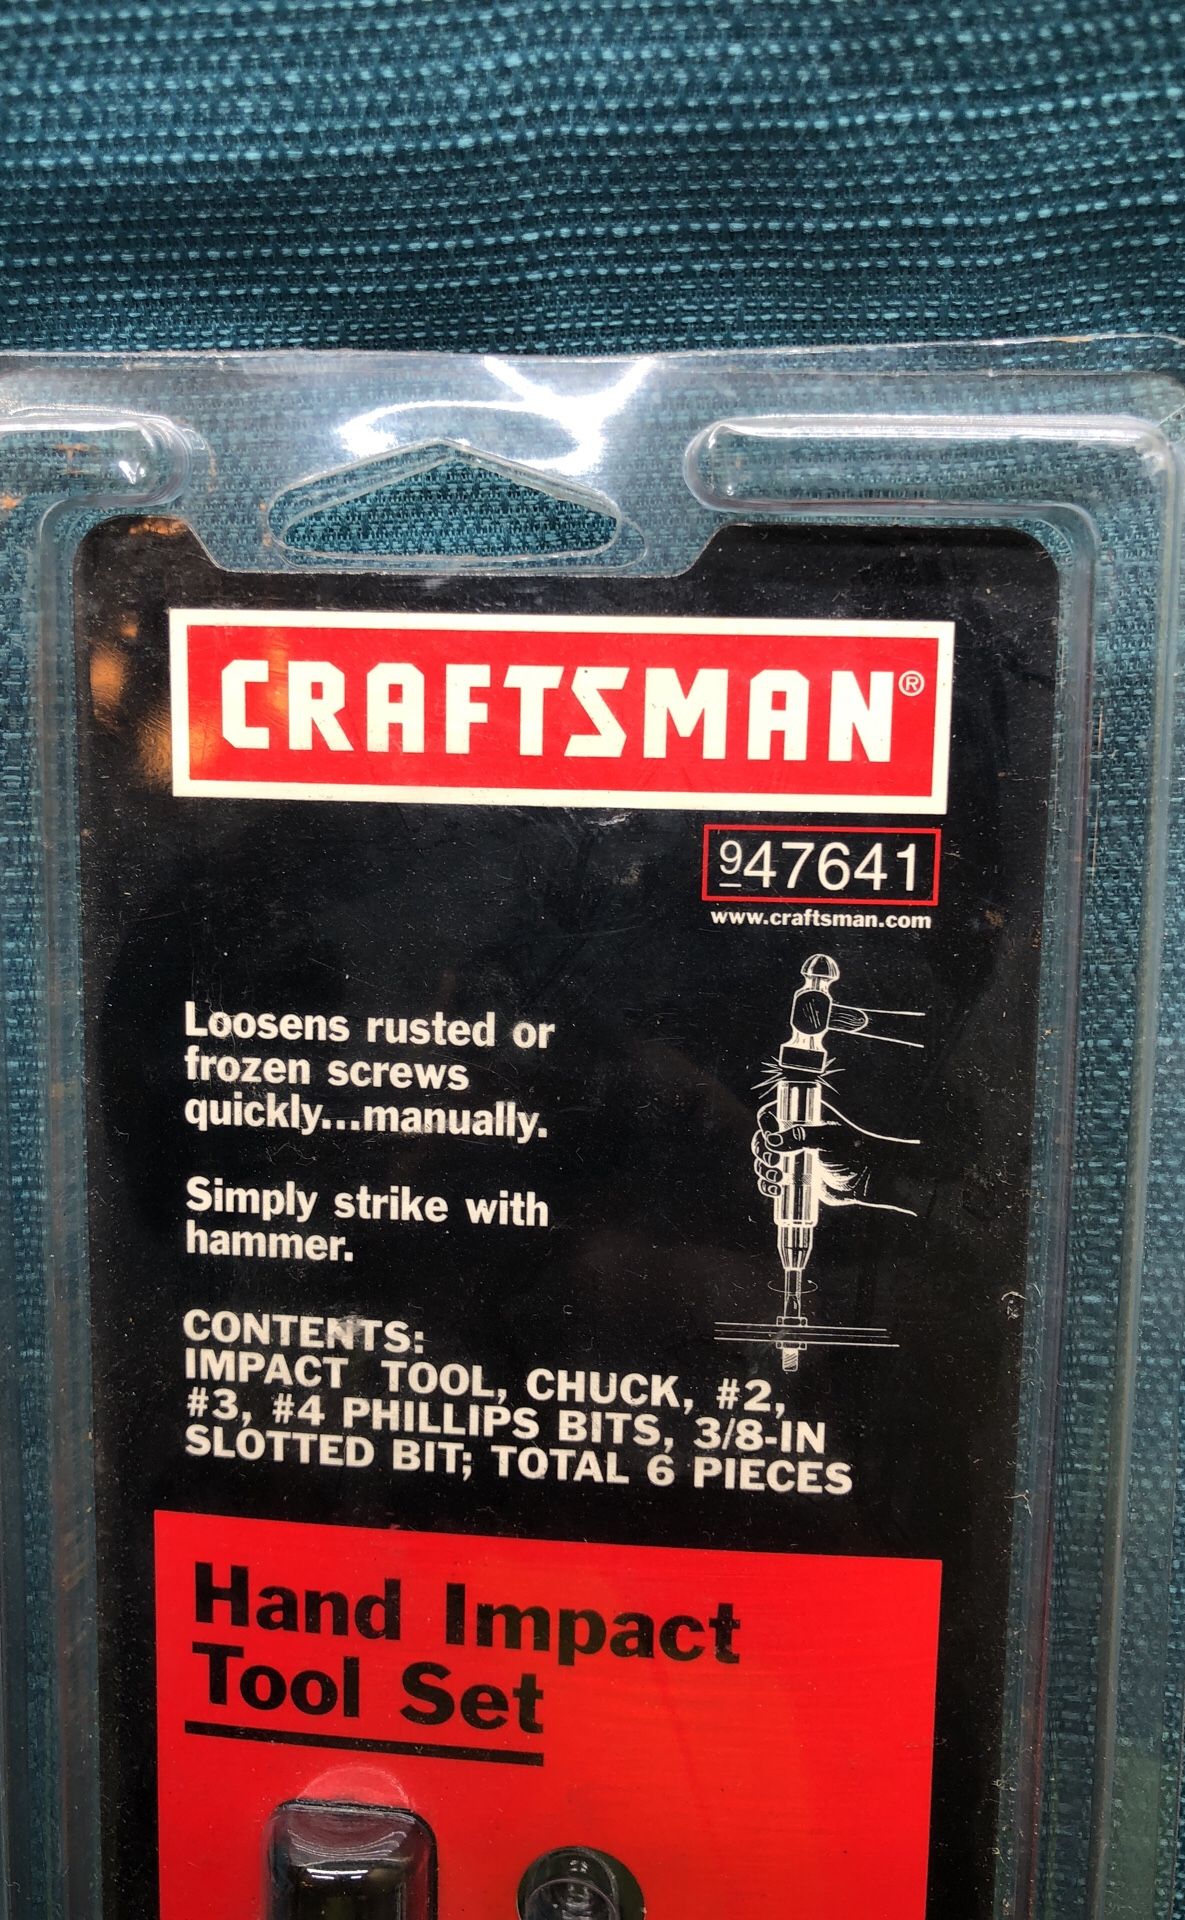 CRAFTSMAN®
947641
www.craftsman.com
Loosens rusted or
frozen screws
quickly...manually.
Simply strike with
hammer.
CONTENTS:
IMPACT TOOL, CHUCK, #2,
#3, #4 PHILLIPS BITS, 3/8-IN
SLOTTED BIT; TOTAL 6 PIECES
Hand Impact
Tool Set